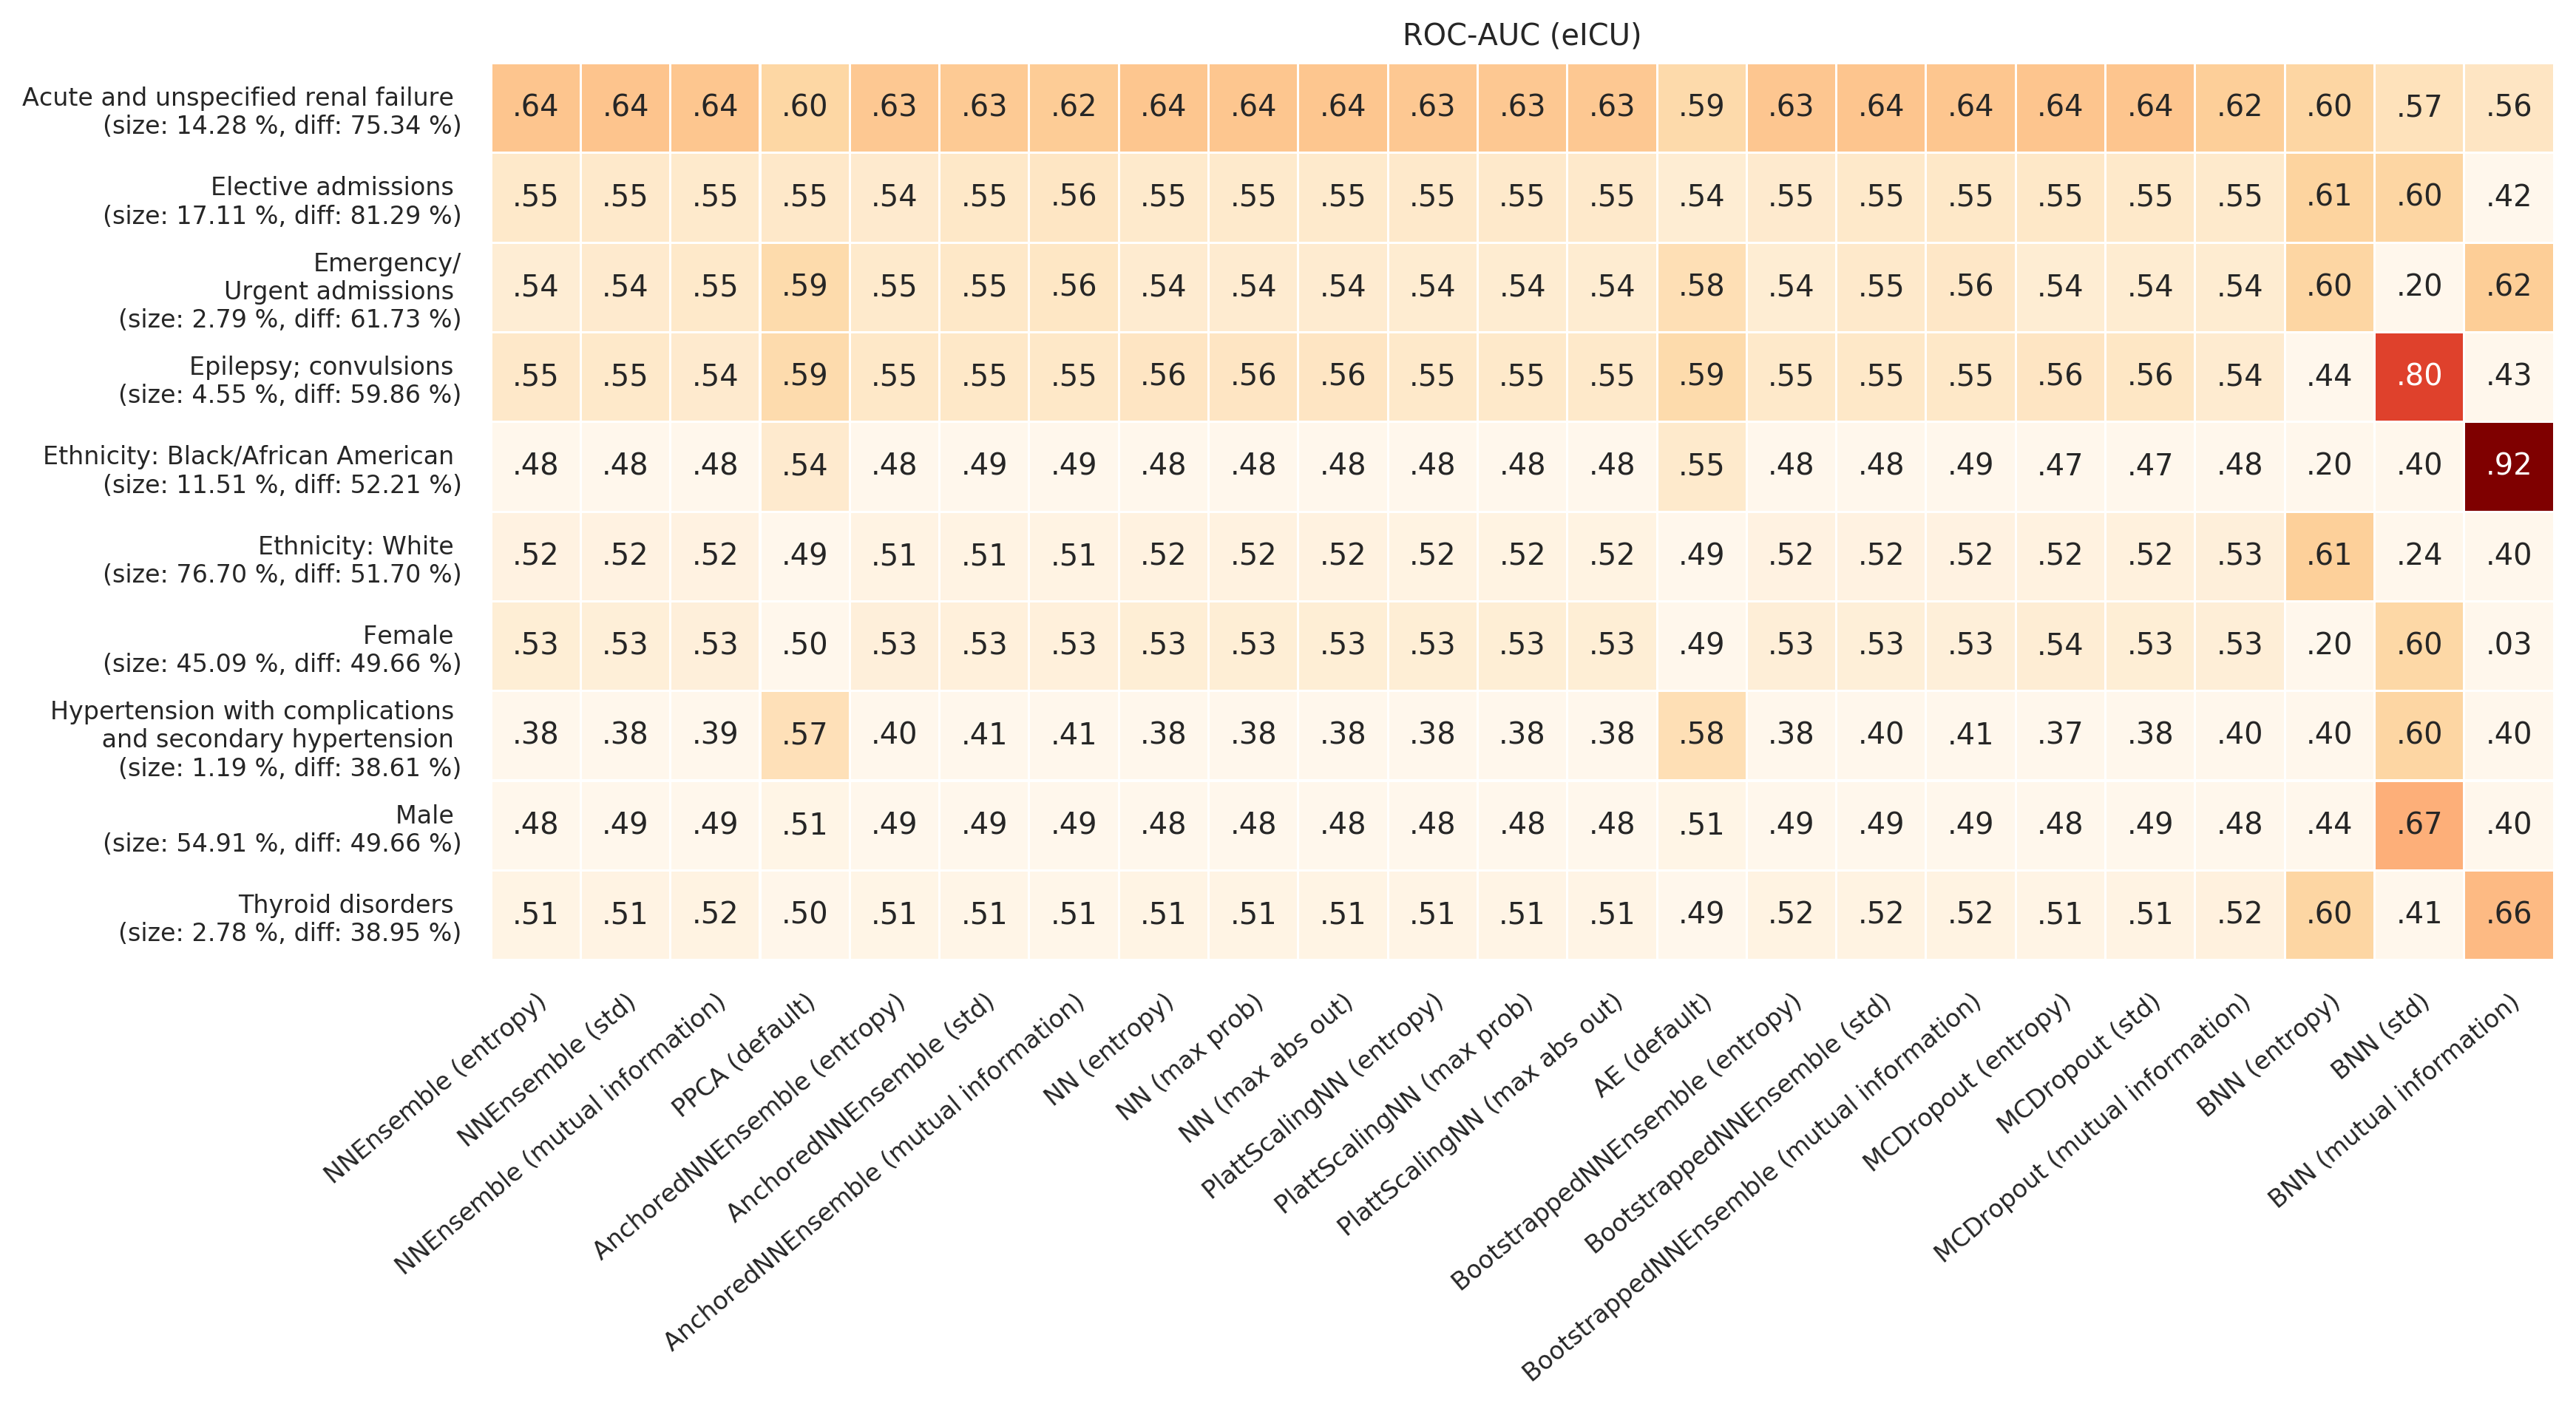 ROC-AUC (eICU)
Acute and unspecified renal failure
(size: 14.28 %, diff: 75.34 %)
.64 .64 .64 .60 .63 .63 .62 .64 .64 .64 .63 .63 .63 .59 .63 .64 .64 .64 .64 .62 .60 .57 .56
Elective admissions
(size: 17.11 %, diff: 81.29 %)
.55 .55 .55 .55 .54 .55 .56 .55 .55 .55 .55 .55 .55 .54 .55 .55 .55 .55 .55 .55 .61 .60 .42
Emergency/
Urgent admissions
(size: 2.79 %, diff: 61.73 %)
.54 .54 .55 .59 .55 .55 .56 .54 .54 .54 .54 .54 .54 .58 .54 .55 .56 .54 .54 .54 .60 .20 .62
Epilepsy; convulsions
(size: 4.55 %, diff: 59.86 %)
.55 .55 .54 .59 .55 .55 .55 .56 .56 .56 .55 .55 .55 .59 .55 .55 .55 .56 .56 .54 .44 .80 .43
Ethnicity: Black/African American
(size: 11.51 %, diff: 52.21 %)
.48 .48 .48 .54 .48 .49 .49 .48 .48 .48 .48 .48 .48 .55 .48 .48 .49 .47 .47 .48 .20 .40 .92
Ethnicity: White
(size: 76.70 %, diff: 51.70 %)
.52 .52 .52 .49 .51 .51 .51 .52 .52 .52 .52 .52 .52 .49 .52 .52 .52 .52 .52 .53 .61 .24 .40
Female
(size: 45.09 %, diff: 49.66 %)
.53 .53 .53 .50 .53 .53 .53 .53 .53 .53 .53 .53 .53 .49 .53 .53 .53 .54 .53 .53 .20 .60 .03
Hypertension with complications
and secondary hypertension
(size: 1.19 %, diff: 38.61 %)
.38 .38 .39 .57 .40 .41 .41 .38 .38 .38 .38 .38 .38 .58 .38 .40 .41 .37 .38 .40 .40 .60 .40
Male
(size: 54.91 %, diff: 49.66 %)
.48 .49 .49 .51 .49 .49 .49 .48 .48 .48 .48 .48 .48 .51 .49 .49 .49 .48 .49 .48 .44 .67 .40
Thyroid disorders
(size: 2.78 %, diff: 38.95 %)
.51 .51 .52 .50 .51 .51 .51 .51 .51 .51 .51 .51 .51 .49 .52 .52 .52 .51 .51 .52 .60 .41 .66
NNEnsemble (entropy)
NNEnsemble (std)
NNEnsemble (mutual information)
PPCA (default)
AnchoredNNEnsemble (entropy)
AnchoredNNEnsemble (std)
AnchoredNNEnsemble (mutual information)
NN (entropy)
NN (max prob)
NN (max abs out)
PlattScalingNN (entropy)
PlattScalingNN (max prob)
PlattScalingNN (max abs out)
AE (default)
BootstrappedNNEnsemble (entropy)
BootstrappedNNEnsemble (std)
BootstrappedNNEnsemble (mutual information)
MCDropout (entropy)
MCDropout (std)
MCDropout (mutual information)
BNN (entropy)
BNN (std)
BNN (mutual information)